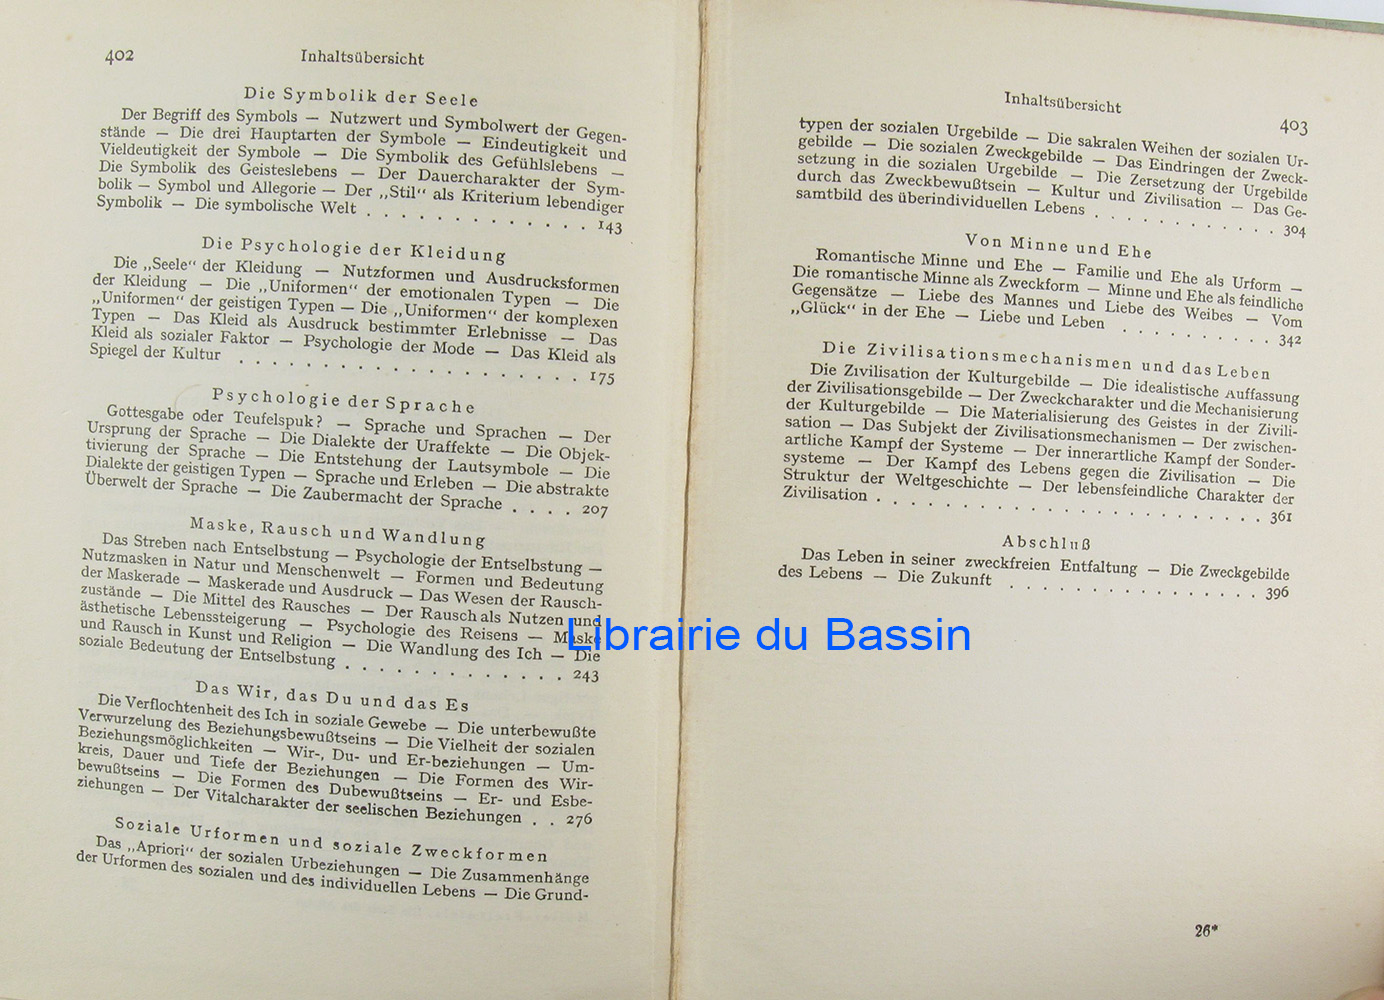 402
Inhaltsübersicht
Die Symbolik der Seele
Der Begriff des Symbols — Nutzwert und Symbolwert der Gegen-
stände — Die drei Hauptarten der Symbole — Eindeutigkeit und
Vieldeutigkeit der Symbole — Die Symbolik des Gefühlslebens —
Die Symbolik des Geisteslebens — Der Dauercharakter der Sym-
bolik — Symbol und Allegorie — Der „Stil“ als Kriterium lebendiger
Symbolik — Die symbolische Welt . . . . . . . . . . . . . 143
Die Psychologie der Kleidung
Die „Seele“ der Kleidung — Nutzformen und Ausdrucksformen
der Kleidung — Die „Uniformen“ der emotionalen Typen — Die
„Uniformen“ der geistigen Typen — Die „Uniformen“ der komplexen
Typen — Das Kleid als Ausdruck bestimmter Erlebnisse — Das
Kleid als sozialer Faktor — Psychologie der Mode — Das Kleid als
Spiegel der Kultur . . . . . . . . . . . . . . . . . . . 175
Psychologie der Sprache
Gottesgabe oder Teufelspuk? — Sprache und Sprachen — Der
Ursprung der Sprache — Die Dialekte der Uraffekte — Die Objek-
tivierung der Sprache — Die Entstehung der Lautsymbole — Die
Dialekte der geistigen Typen — Sprache und Erleben — Die abstrakte
Überwelt der Sprache — Die Zaubermacht der Sprache . . . . 207
Maske, Rausch und Wandlung
Das Streben nach Entselbstung — Psychologie der Entselbstung —
Nutzmasken in Natur und Menschenwelt — Formen und Bedeutung
der Maskerade — Maskerade und Ausdruck — Das Wesen der Rausch-
zustände — Die Mittel des Rausches — Der Rausch als Nutzen und
ästhetische Lebenssteigerung — Psychologie des Reisens — Maske
und Rausch in Kunst und Religion — Die Wandlung des Ich — Die
soziale Bedeutung der Entselbstung . . . . . . . . . . . . . 243
Das Wir, das Du und das Es
Die Verflochtenheit des Ich in soziale Gewebe — Die unterbewußte
Verwurzelung des Beziehungsbewußtseins — Die Vielheit der sozialen
Beziehungsmöglichkeiten — Wir-, Du- und Er-beziehungen — Um-
kreis, Dauer und Tiefe der Beziehungen — Die Formen des Wir-
bewußtseins — Die Formen des Dubewußtseins — Er- und Esbe-
ziehungen — Der Vitalcharakter der seelischen Beziehungen . . 276
Soziale Urformen und soziale Zweckformen
Das „Apriori“ der sozialen Urbeziehungen — Die Zusammenhänge
der Urformen des sozialen und des individuellen Lebens — Die Grund-
Inhaltsübersicht
403
typen der sozialen Urgebilde — Die sakralen Weihen der sozialen Ur-
gebilde — Die sozialen Zweckgebilde — Das Eindringen der Zweck-
setzung in die sozialen Urgebilde — Die Zersetzung der Urgebilde
durch das Zweckbewußtsein — Kultur und Zivilisation — Das Ge-
samtbild des überindividuellen Lebens . . . . . . . . . . . 304
Von Minne und Ehe
Romantische Minne und Ehe — Familie und Ehe als Urform —
Die romantische Minne als Zweckform — Minne und Ehe als feindliche
Gegensätze — Liebe des Mannes und Liebe des Weibes — Vom
„Glück“ in der Ehe — Liebe und Leben . . . . . . . . . . 342
Die Zivilisationsmechanismen und das Leben
Die Zivilisation der Kulturgebilde — Die idealistische Auffassung
der Zivilisationsgebilde — Der Zweckcharakter und die Mechanisierung
der Kulturgebilde — Die Materialisierung des Geistes in der Zivili-
sation — Das Subjekt der Zivilisationsmechanismen — Der zwischen-
artliche Kampf der Systeme — Der innerartliche Kampf der Sonder-
systeme — Der Kampf des Lebens gegen die Zivilisation — Die
Struktur der Weltgeschichte — Der lebensfeindliche Charakter der
Zivilisation . . . . . . . . . . . . . . . . . . . . . . . 361
Abschluß
Das Leben in seiner zweckfreien Entfaltung — Die Zweckgebilde
des Lebens — Die Zukunft . . . . . . . . . . . . . . . . 396
26*
Librairie du Bassin